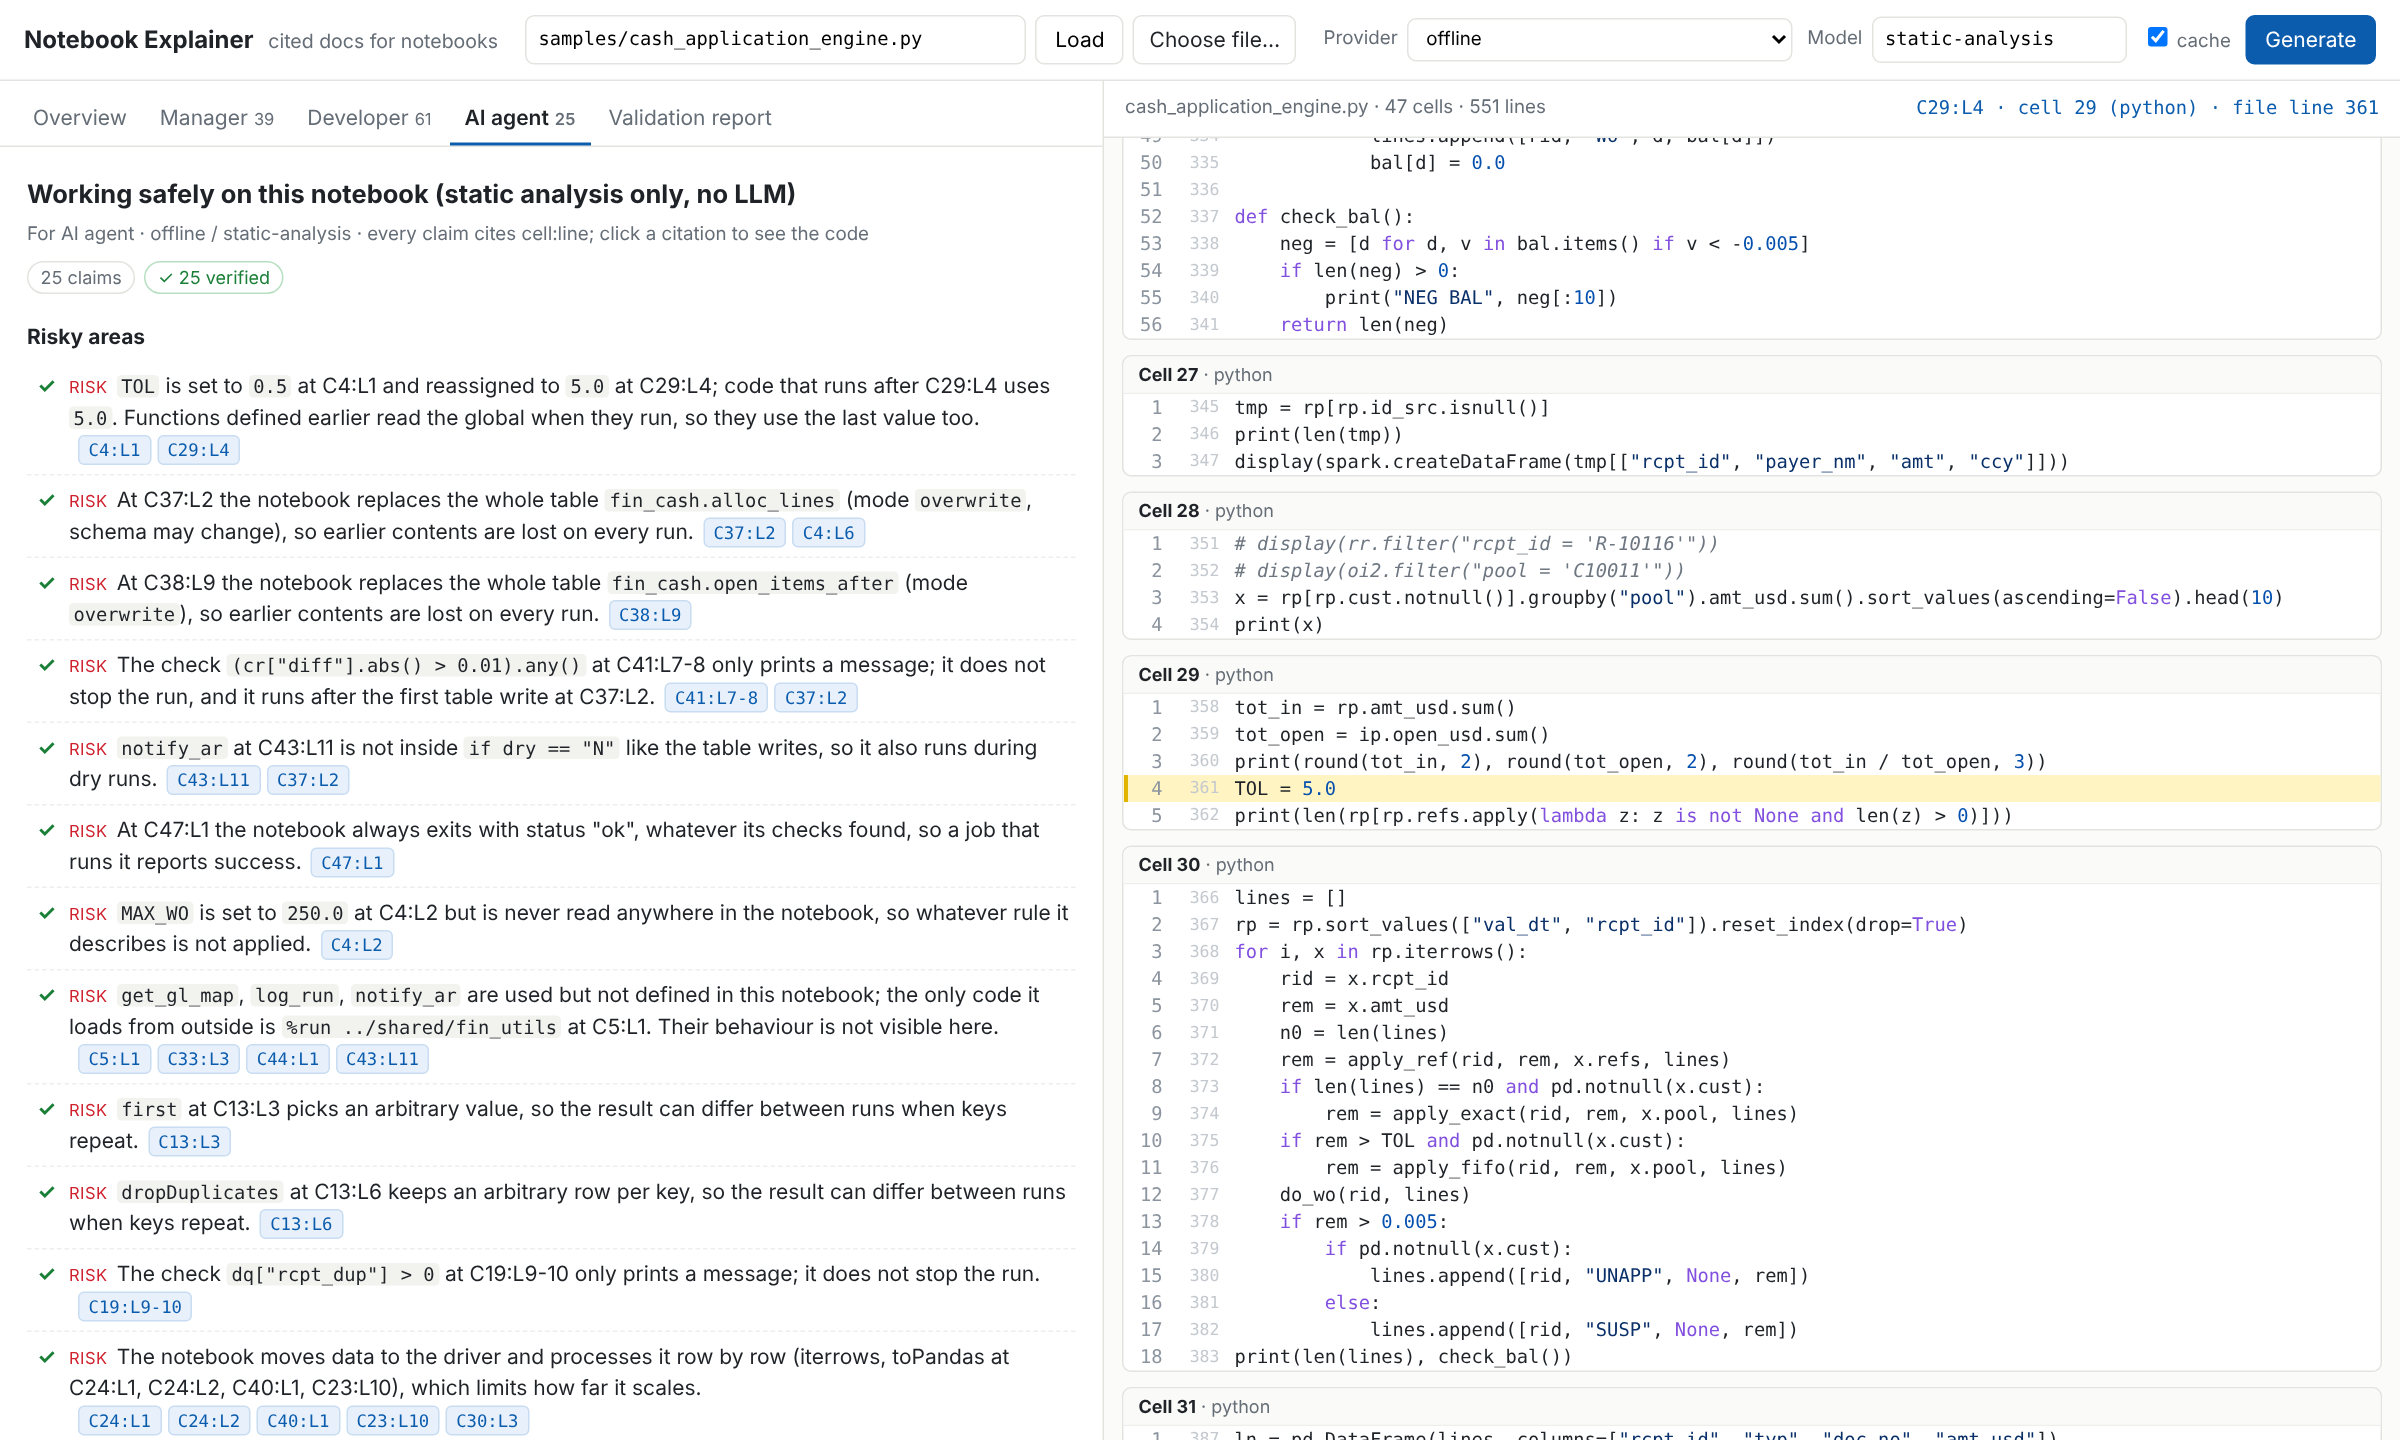 Notebook Explainer cited docs for notebooks samples/cash_application_engine.py Load Choose file... Provider offline Model static-analysis cache Generate
Overview Manager 39 Developer 61 AI agent 25 Validation report
Working safely on this notebook (static analysis only, no LLM)
For AI agent · offline / static-analysis · every claim cites cell:line; click a citation to see the code
25 claims ✓ 25 verified
Risky areas
✓ RISK TOL is set to 0.5 at C4:L1 and reassigned to 5.0 at C29:L4; code that runs after C29:L4 uses
5.0. Functions defined earlier read the global when they run, so they use the last value too.
C4:L1 C29:L4
✓ RISK At C37:L2 the notebook replaces the whole table fin_cash.alloc_lines (mode overwrite,
schema may change), so earlier contents are lost on every run. C37:L2 C4:L6
✓ RISK At C38:L9 the notebook replaces the whole table fin_cash.open_items_after (mode
overwrite), so earlier contents are lost on every run. C38:L9
✓ RISK The check (cr["diff"].abs() > 0.01).any() at C41:L7-8 only prints a message; it does not
stop the run, and it runs after the first table write at C37:L2. C41:L7-8 C37:L2
✓ RISK notify_ar at C43:L11 is not inside if dry == "N" like the table writes, so it also runs during
dry runs. C43:L11 C37:L2
✓ RISK At C47:L1 the notebook always exits with status "ok", whatever its checks found, so a job that
runs it reports success. C47:L1
✓ RISK MAX_WO is set to 250.0 at C4:L2 but is never read anywhere in the notebook, so whatever rule it
describes is not applied. C4:L2
✓ RISK get_gl_map, log_run, notify_ar are used but not defined in this notebook; the only code it
loads from outside is %run ../shared/fin_utils at C5:L1. Their behaviour is not visible here.
C5:L1 C33:L3 C44:L1 C43:L11
✓ RISK first at C13:L3 picks an arbitrary value, so the result can differ between runs when keys
repeat. C13:L3
✓ RISK dropDuplicates at C13:L6 keeps an arbitrary row per key, so the result can differ between runs
when keys repeat. C13:L6
✓ RISK The check dq["rcpt_dup"] > 0 at C19:L9-10 only prints a message; it does not stop the run.
C19:L9-10
✓ RISK The notebook moves data to the driver and processes it row by row (iterrows, toPandas at
C24:L1, C24:L2, C40:L1, C23:L10), which limits how far it scales.
C24:L1 C24:L2 C40:L1 C23:L10 C30:L3
cash_application_engine.py · 47 cells · 551 lines C29:L4 · cell 29 (python) · file line 361
49 334 lines.append([rid, "WO", d, bal[d]])
50 335 bal[d] = 0.0
51 336
52 337 def check_bal():
53 338 neg = [d for d, v in bal.items() if v < -0.005]
54 339 if len(neg) > 0:
55 340 print("NEG BAL", neg[:10])
56 341 return len(neg)
Cell 27 · python
1 345 tmp = rp[rp.id_src.isnull()]
2 346 print(len(tmp))
3 347 display(spark.createDataFrame(tmp[["rcpt_id", "payer_nm", "amt", "ccy"]]))
Cell 28 · python
1 351 # display(rr.filter("rcpt_id = 'R-10116'"))
2 352 # display(oi2.filter("pool = 'C10011'"))
3 353 x = rp[rp.cust.notnull()].groupby("pool").amt_usd.sum().sort_values(ascending=False).head(10)
4 354 print(x)
Cell 29 · python
1 358 tot_in = rp.amt_usd.sum()
2 359 tot_open = ip.open_usd.sum()
3 360 print(round(tot_in, 2), round(tot_open, 2), round(tot_in / tot_open, 3))
4 361 TOL = 5.0
5 362 print(len(rp[rp.refs.apply(lambda z: z is not None and len(z) > 0)]))
Cell 30 · python
1 366 lines = []
2 367 rp = rp.sort_values(["val_dt", "rcpt_id"]).reset_index(drop=True)
3 368 for i, x in rp.iterrows():
4 369 rid = x.rcpt_id
5 370 rem = x.amt_usd
6 371 n0 = len(lines)
7 372 rem = apply_ref(rid, rem, x.refs, lines)
8 373 if len(lines) == n0 and pd.notnull(x.cust):
9 374 rem = apply_exact(rid, rem, x.pool, lines)
10 375 if rem > TOL and pd.notnull(x.cust):
11 376 rem = apply_fifo(rid, rem, x.pool, lines)
12 377 do_wo(rid, lines)
13 378 if rem > 0.005:
14 379 if pd.notnull(x.cust):
15 380 lines.append([rid, "UNAPP", None, rem])
16 381 else:
17 382 lines.append([rid, "SUSP", None, rem])
18 383 print(len(lines), check_bal())
Cell 31 · python
1 387 ln = pd.DataFrame(lines, columns=["rcpt_id", "typ", "doc_no", "amt_usd"])